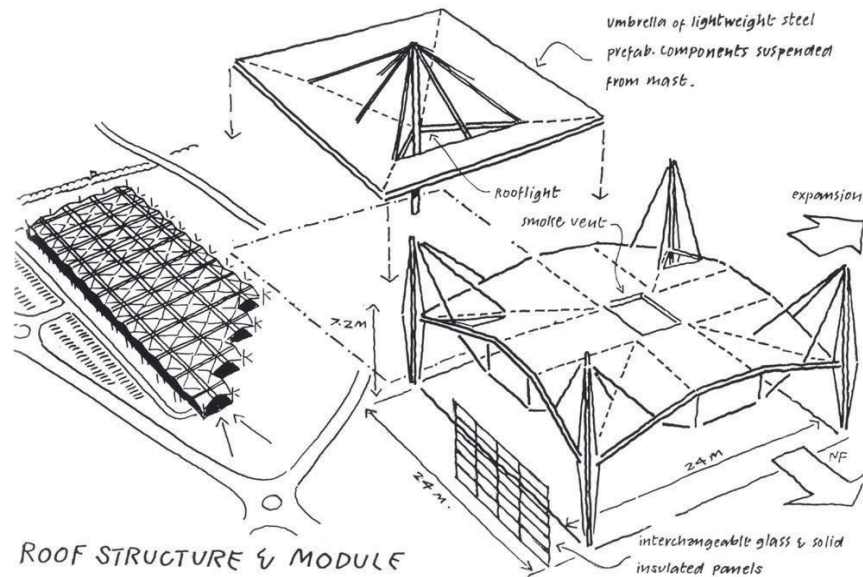 umbrella of lightweight steel
prefab. components suspended
from mast.
Rooflight
smoke vent
expansion
7.2M
24M.
24M
NF
interchangeable glass & solid
insulated panels
ROOF STRUCTURE & MODULE